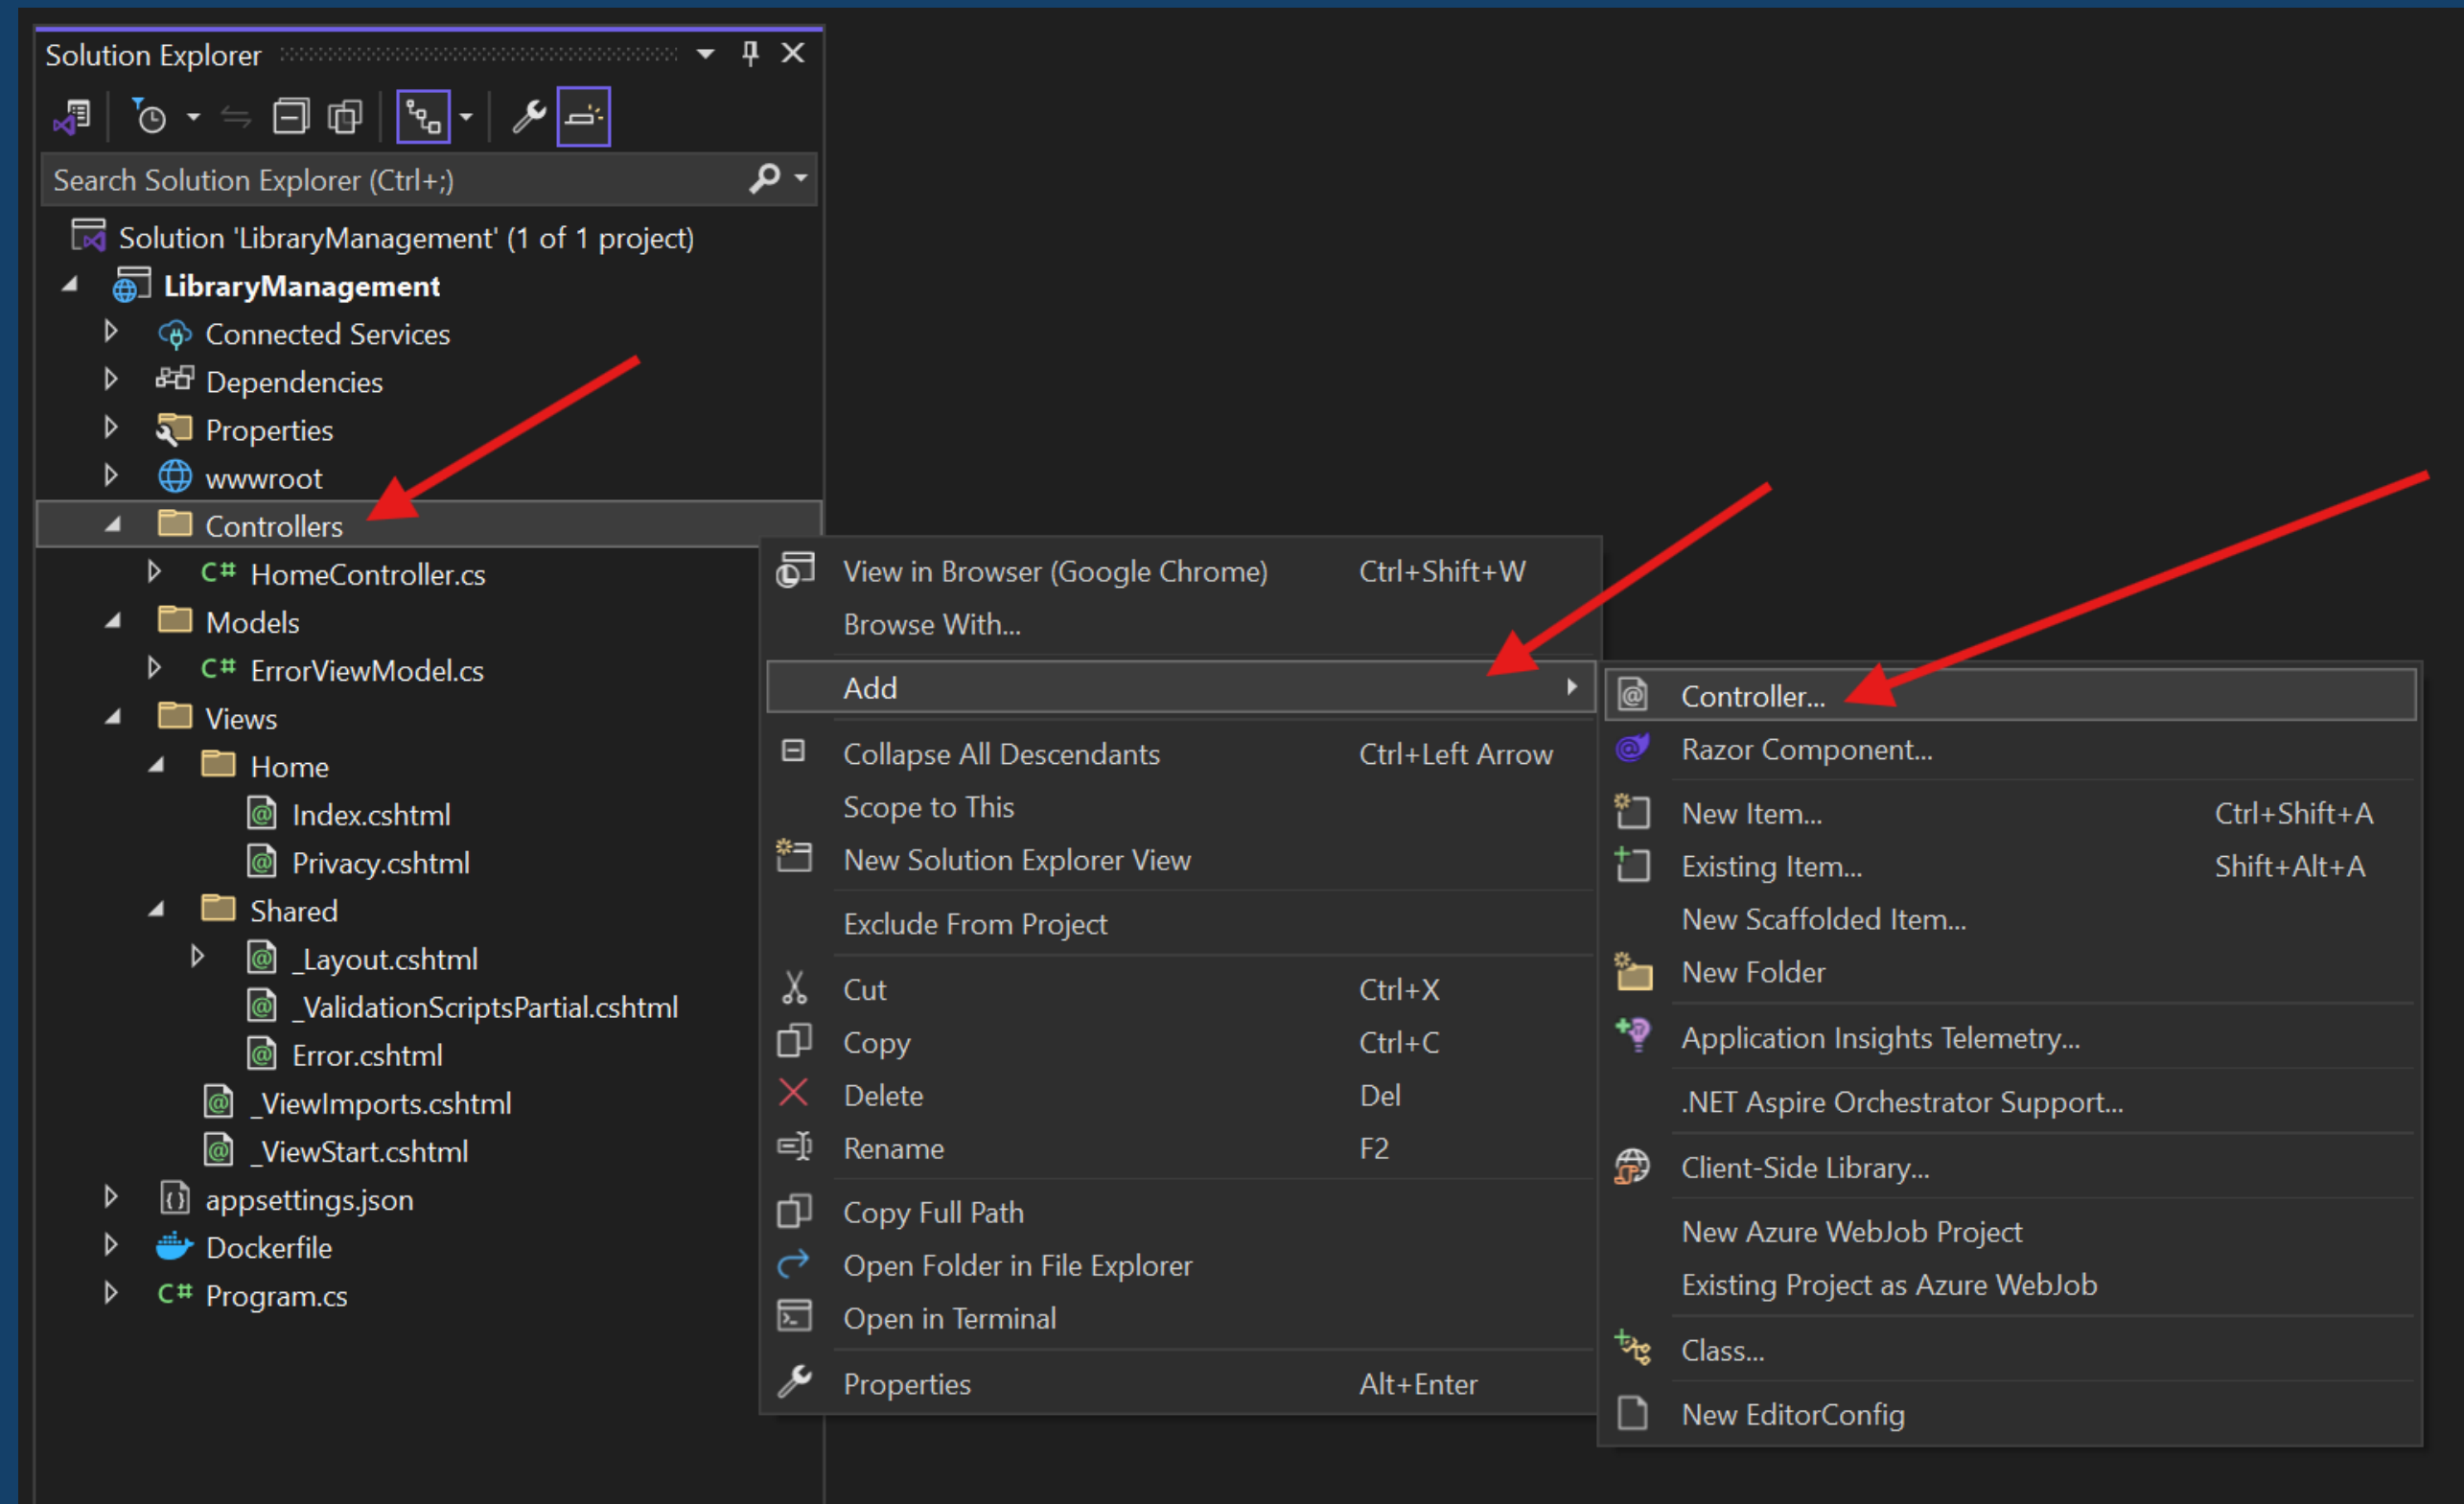 Solution Explorer
Search Solution Explorer (Ctrl+;)
Solution 'LibraryManagement' (1 of 1 project)
LibraryManagement
Connected Services
Dependencies
Properties
wwwroot
Controllers
C# HomeController.cs
Models
C# ErrorViewModel.cs
Views
Home
Index.cshtml
Privacy.cshtml
Shared
_Layout.cshtml
_ValidationScriptsPartial.cshtml
Error.cshtml
_ViewImports.cshtml
_ViewStart.cshtml
appsettings.json
Dockerfile
C# Program.cs
View in Browser (Google Chrome) Ctrl+Shift+W
Browse With...
Add
Collapse All Descendants Ctrl+Left Arrow
Scope to This
New Solution Explorer View
Exclude From Project
Cut Ctrl+X
Copy Ctrl+C
Delete Del
Rename F2
Copy Full Path
Open Folder in File Explorer
Open in Terminal
Properties Alt+Enter
Controller...
Razor Component...
New Item... Ctrl+Shift+A
Existing Item... Shift+Alt+A
New Scaffolded Item...
New Folder
Application Insights Telemetry...
.NET Aspire Orchestrator Support...
Client-Side Library...
New Azure WebJob Project
Existing Project as Azure WebJob
Class...
New EditorConfig